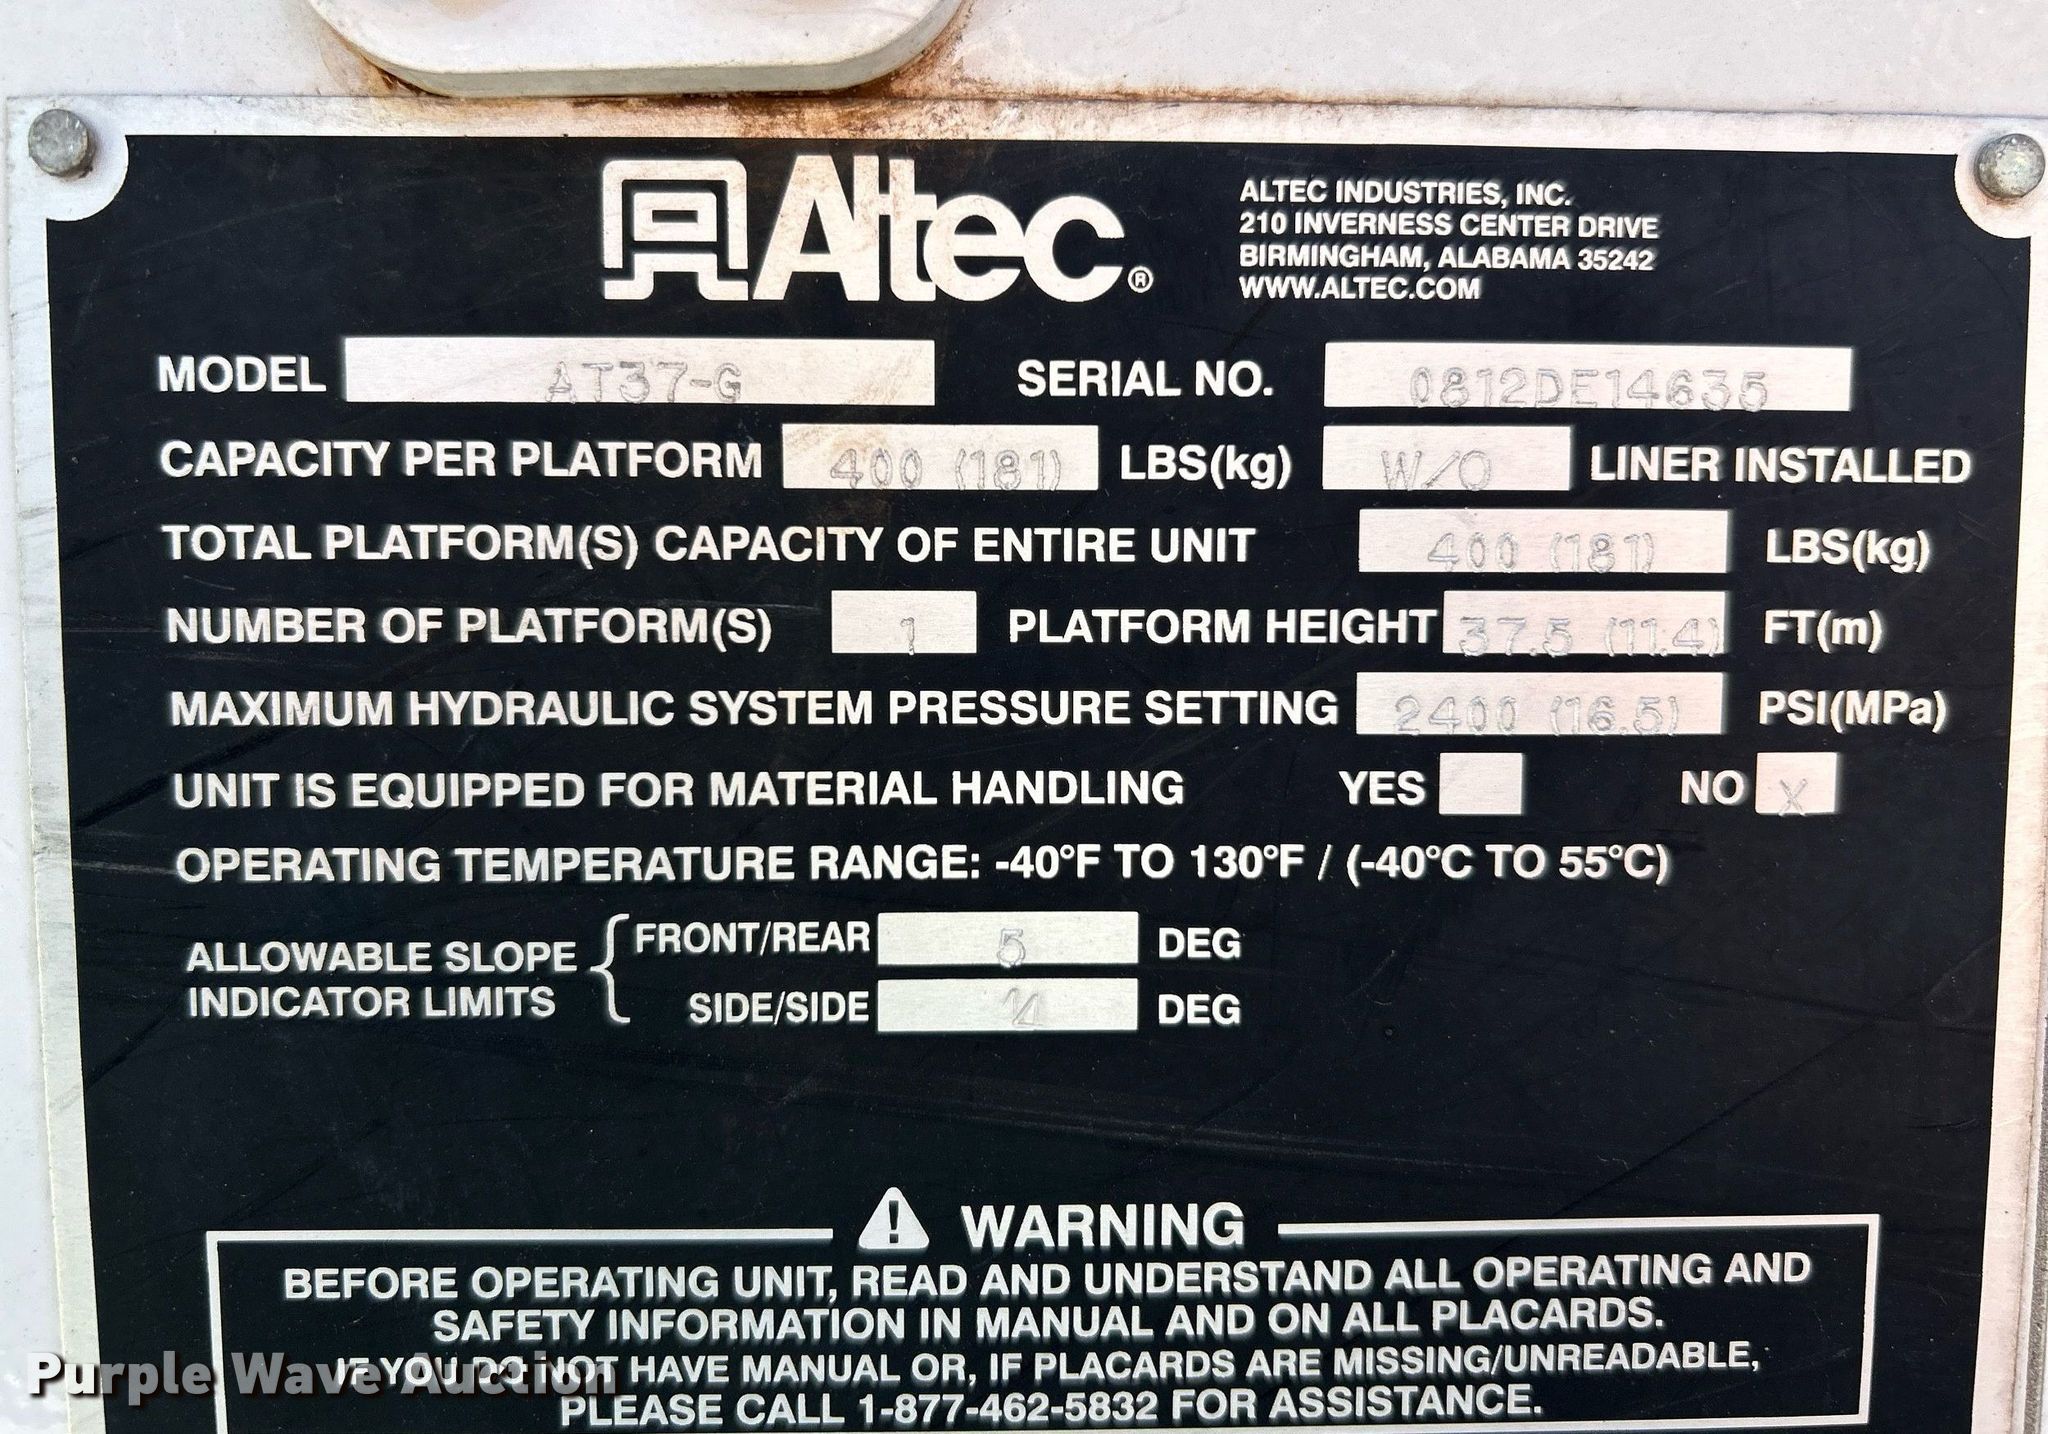 Altec®
ALTEC INDUSTRIES, INC.
210 INVERNESS CENTER DRIVE
BIRMINGHAM, ALABAMA 35242
WWW.ALTEC.COM
MODEL AT37-G SERIAL NO. 0812DE14635
CAPACITY PER PLATFORM 400 (181) LBS(kg) W/O LINER INSTALLED
TOTAL PLATFORM(S) CAPACITY OF ENTIRE UNIT 400 (181) LBS(kg)
NUMBER OF PLATFORM(S) 1 PLATFORM HEIGHT 37.5 (11.4) FT(m)
MAXIMUM HYDRAULIC SYSTEM PRESSURE SETTING 2400 (16.5) PSI(MPa)
UNIT IS EQUIPPED FOR MATERIAL HANDLING YES NO X
OPERATING TEMPERATURE RANGE: -40°F TO 130°F / (-40°C TO 55°C)
ALLOWABLE SLOPE INDICATOR LIMITS
FRONT/REAR 5 DEG
SIDE/SIDE DEG
WARNING
BEFORE OPERATING UNIT, READ AND UNDERSTAND ALL OPERATING AND
SAFETY INFORMATION IN MANUAL AND ON ALL PLACARDS.
IF YOU DO NOT HAVE MANUAL OR, IF PLACARDS ARE MISSING/UNREADABLE,
PLEASE CALL 1-877-462-5832 FOR ASSISTANCE.
Purple Wave Auction